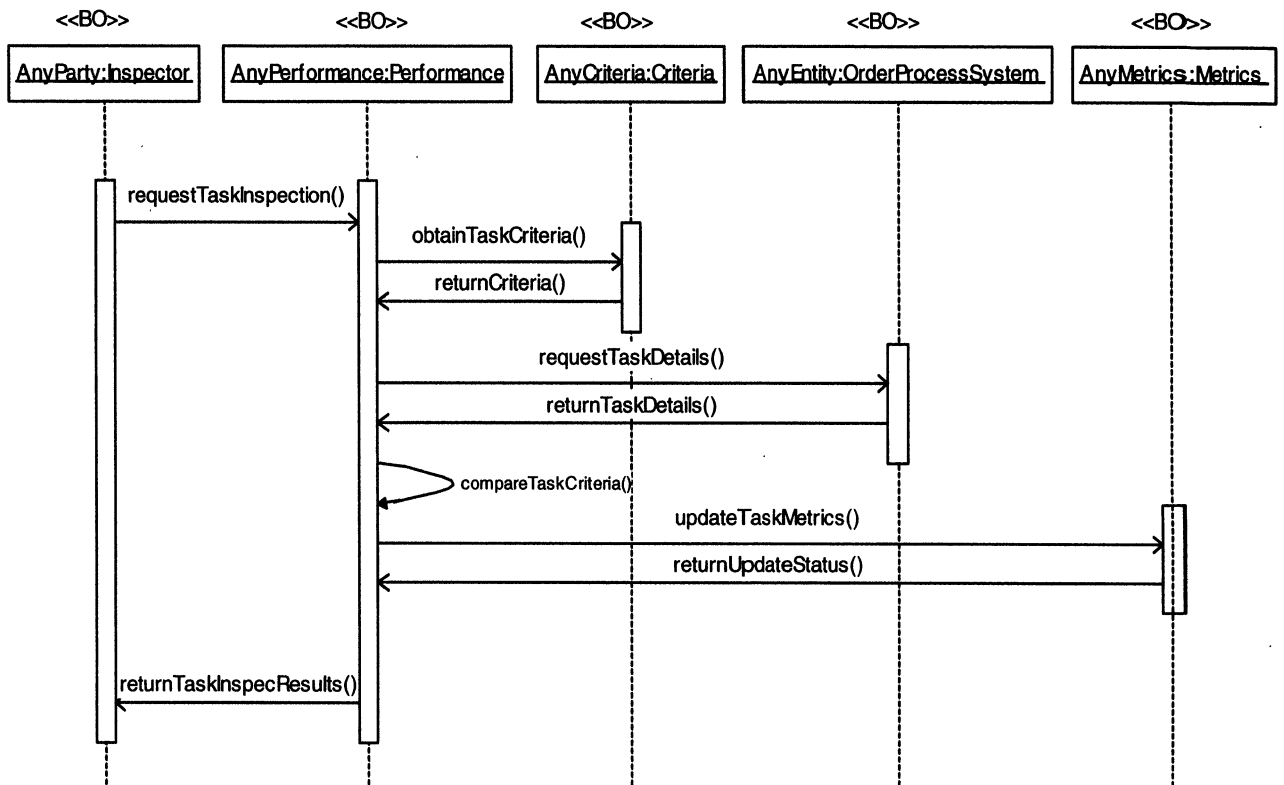 <<BO>> <<BO>> <<BO>> <<BO>> <<BO>>
AnyParty:Inspector AnyPerformance:Performance AnyCriteria:Criteria AnyEntity:OrderProcessSystem AnyMetrics:Metrics
requestTaskInspection()
obtainTaskCriteria()
returnCriteria()
requestTaskDetails()
returnTaskDetails()
compareTaskCriteria()
updateTaskMetrics()
returnUpdateStatus()
returnTaskInspecResults()